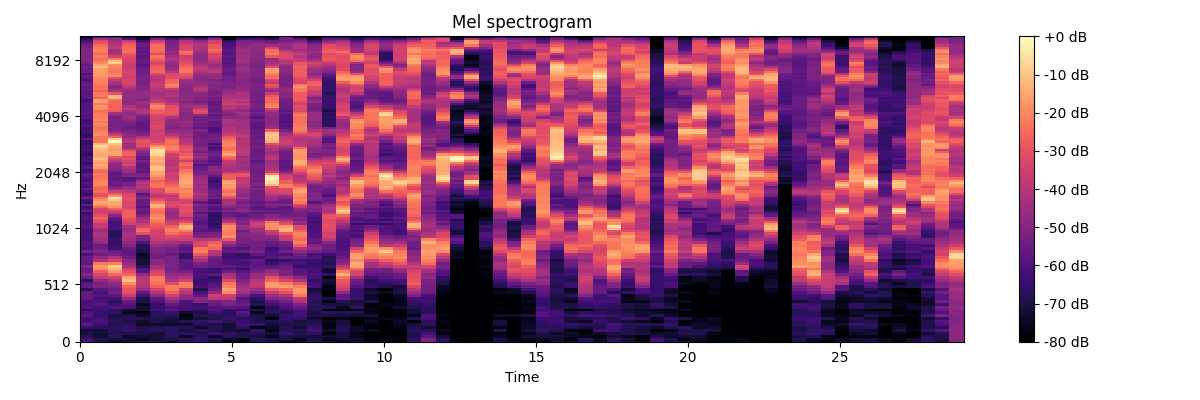 Mel spectrogram
Hz
8192
4096
2048
1024
512
0
0 5 10 15 20 25
Time
+0 dB
-10 dB
-20 dB
-30 dB
-40 dB
-50 dB
-60 dB
-70 dB
-80 dB